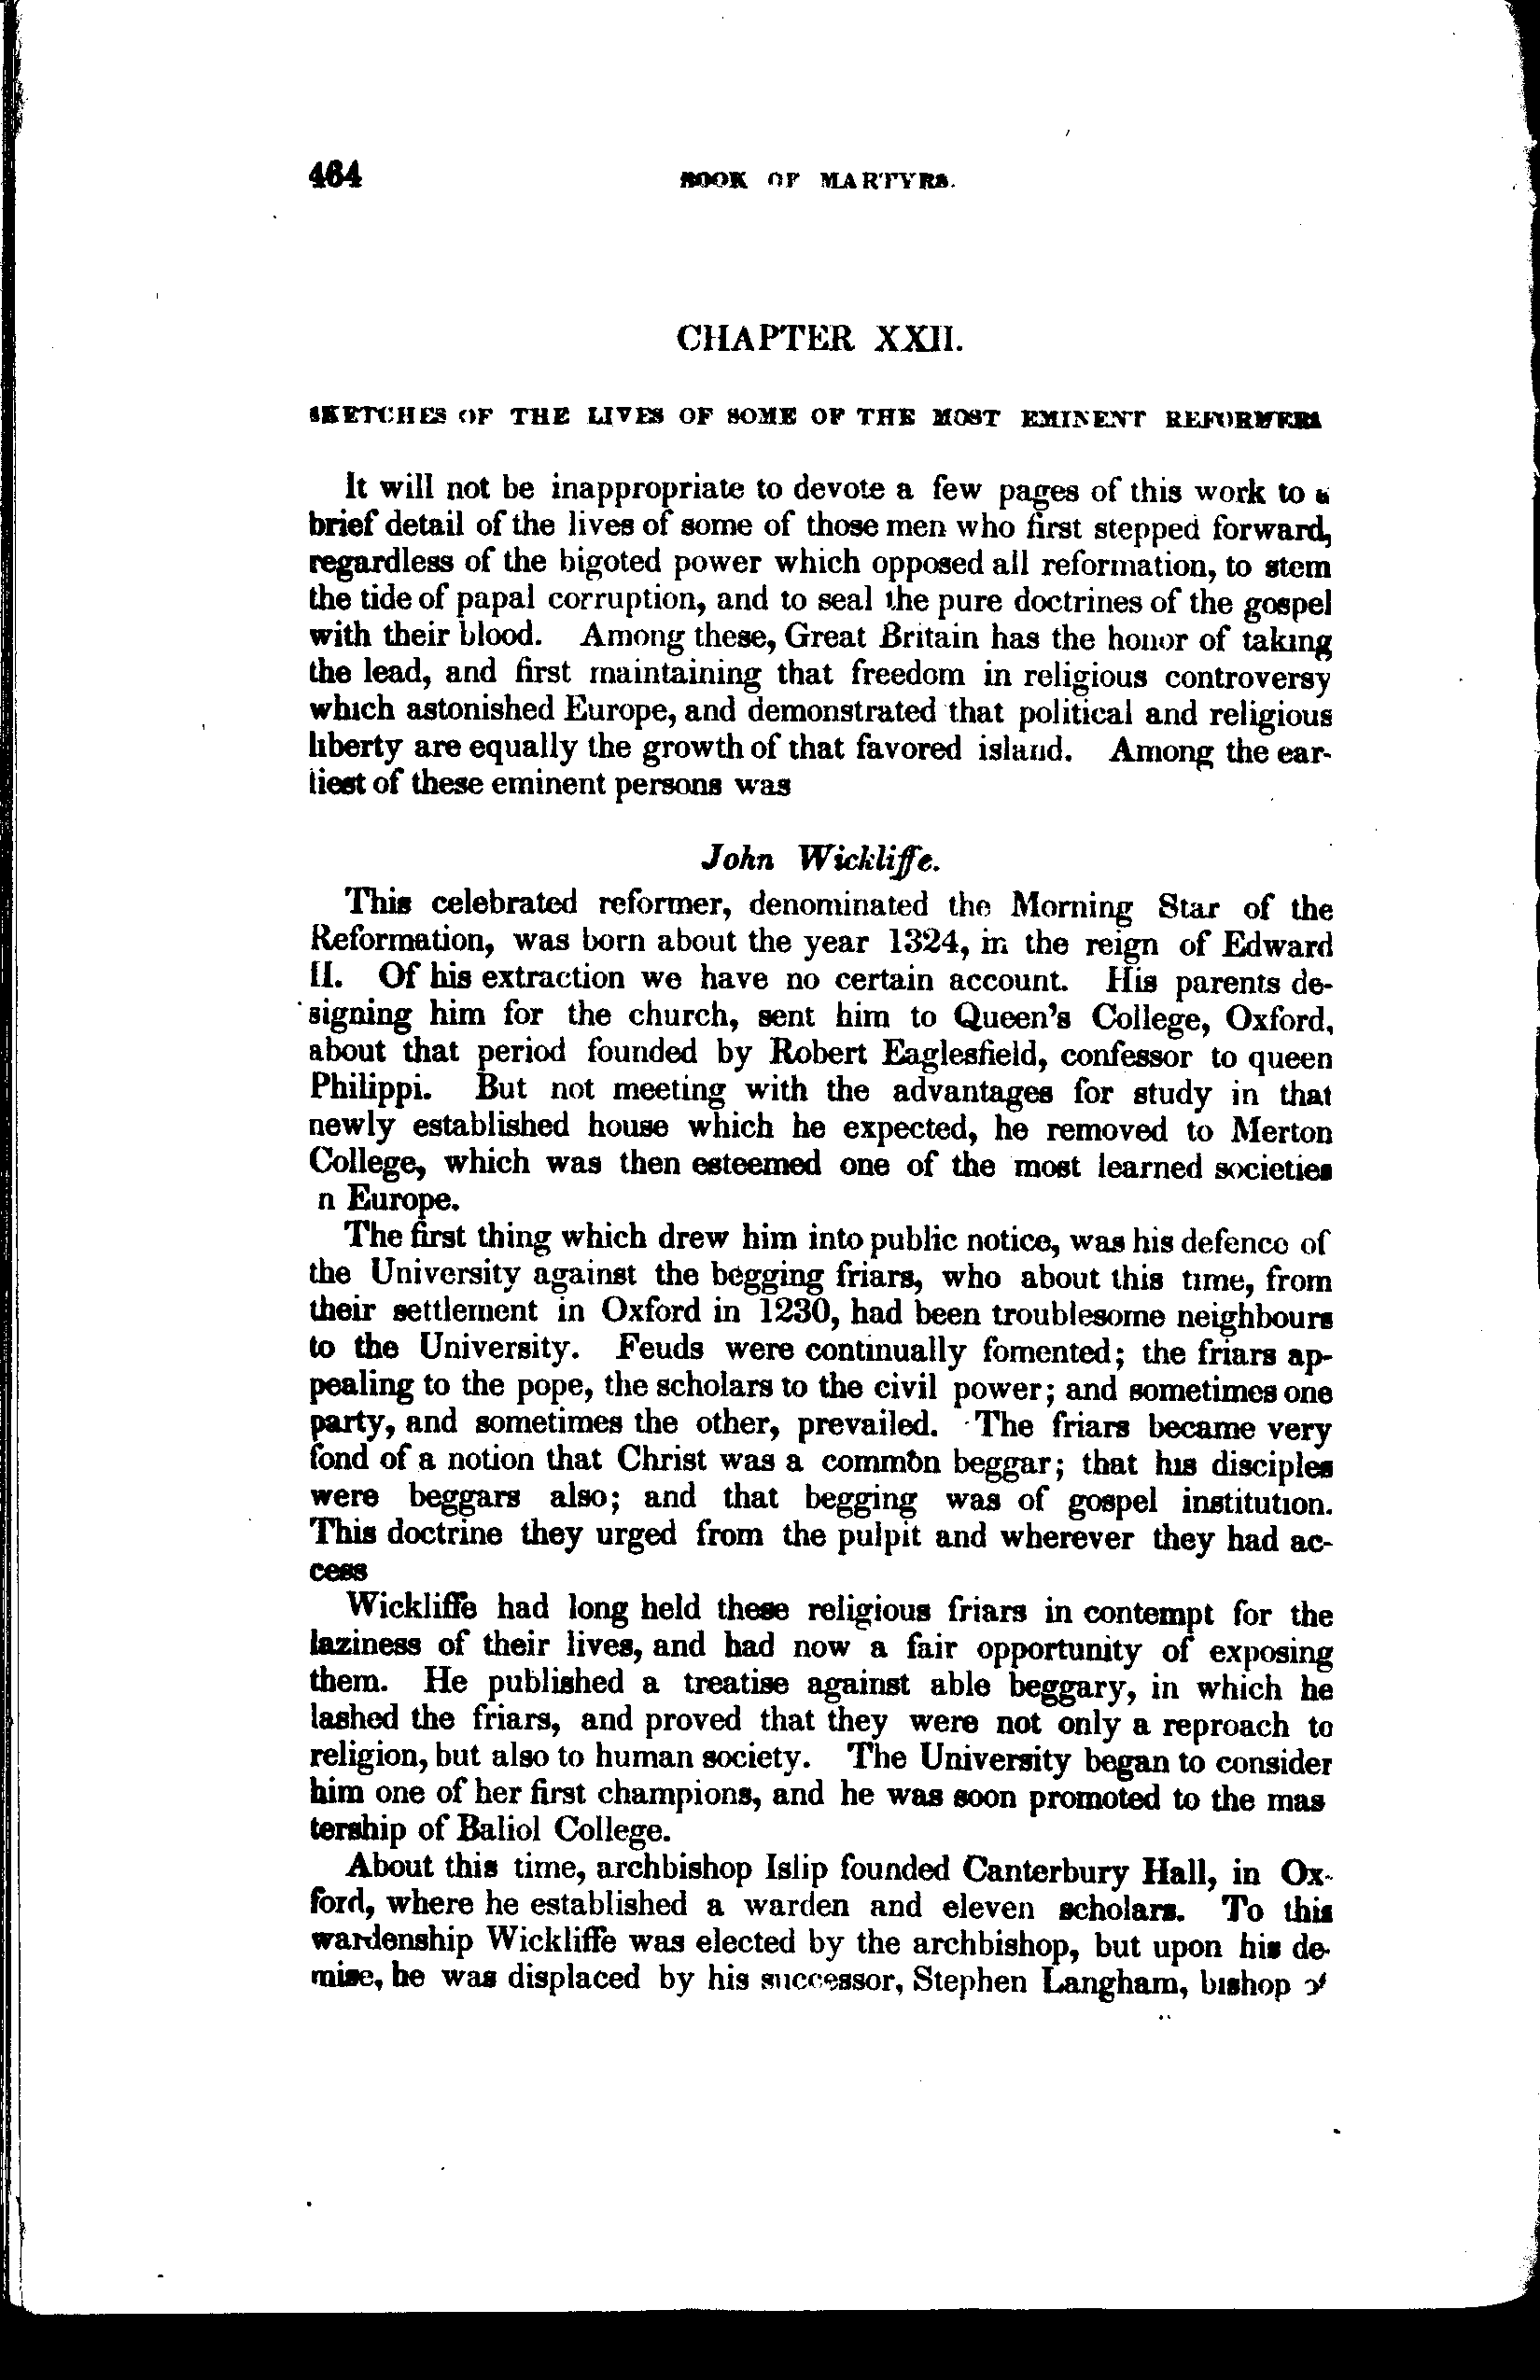 464 BOOK OF MARTYRS.
CHAPTER XXII.
SKETCHES OF THE LIVES OF SOME OF THE MOST EMINENT REFORMERS
It will not be inappropriate to devote a few pages of this work to a
brief detail of the lives of some of those men who first stepped forward,
regardless of the bigoted power which opposed all reformation, to stem
the tide of papal corruption, and to seal the pure doctrines of the gospel
with their blood. Among these, Great Britain has the honor of taking
the lead, and first maintaining that freedom in religious controversy
which astonished Europe, and demonstrated that political and religious
liberty are equally the growth of that favored island. Among the ear-
liest of these eminent persons was
John Wickliffe.
This celebrated reformer, denominated the Morning Star of the
Reformation, was born about the year 1324, in the reign of Edward
II. Of his extraction we have no certain account. His parents de-
signing him for the church, sent him to Queen's College, Oxford,
about that period founded by Robert Eaglesfield, confessor to queen
Philippi. But not meeting with the advantages for study in that
newly established house which he expected, he removed to Merton
College, which was then esteemed one of the most learned societies
n Europe.
The first thing which drew him into public notice, was his defence of
the University against the begging friars, who about this time, from
their settlement in Oxford in 1230, had been troublesome neighbours
to the University. Feuds were continually fomented; the friars ap-
pealing to the pope, the scholars to the civil power; and sometimes one
party, and sometimes the other, prevailed. The friars became very
fond of a notion that Christ was a common beggar; that his disciples
were beggars also; and that begging was of gospel institution.
This doctrine they urged from the pulpit and wherever they had ac-
cess
Wickliffe had long held these religious friars in contempt for the
laziness of their lives, and had now a fair opportunity of exposing
them. He published a treatise against able beggary, in which he
lashed the friars, and proved that they were not only a reproach to
religion, but also to human society. The University began to consider
him one of her first champions, and he was soon promoted to the mas
tership of Baliol College.
About this time, archbishop Islip founded Canterbury Hall, in Ox-
ford, where he established a warden and eleven scholars. To this
wardenship Wickliffe was elected by the archbishop, but upon his de-
mise, he was displaced by his successor, Stephen Langham, bishop of